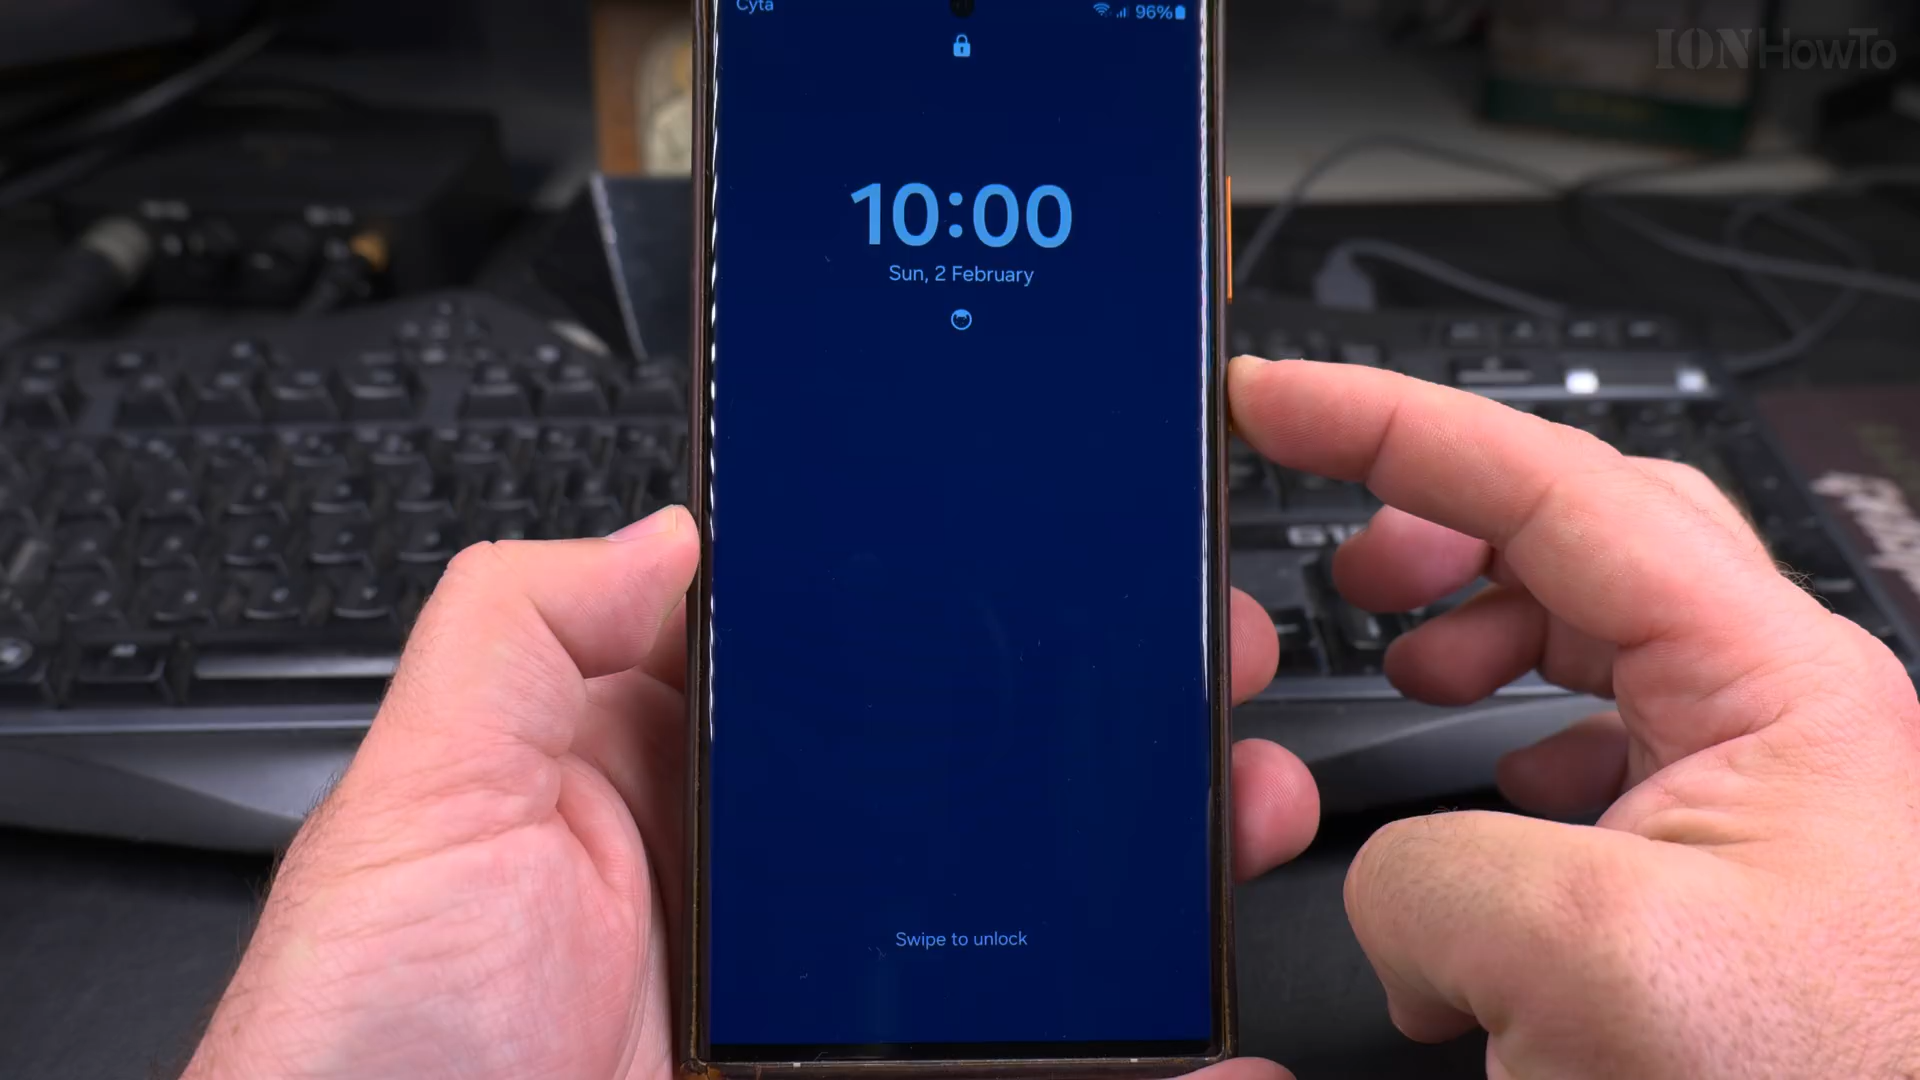 Cyta
96%
IONHowTo
10:00
Sun, 2 February
Swipe to unlock